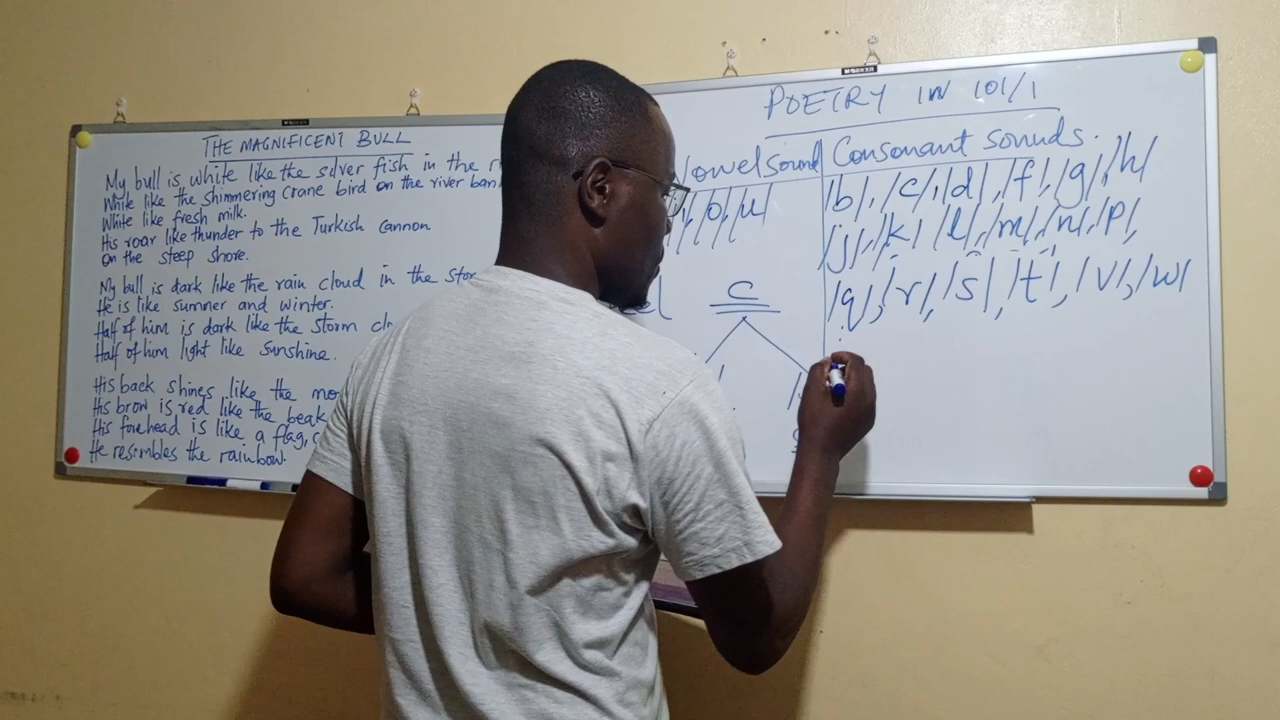 THE MAGNIFICENT BULL
My bull is white like the silver fish in the
White like the shimmering crane bird on the river
White like fresh milk.
His roar like thunder to the Turkish cannon
on the steep shore.
My bull is dark like the rain cloud in the
He is like summer and winter.
Half of him is dark like the storm
Half of him light like sunshine.
His back shines like the
His brow is red like the beak
His forehead is like a flag,
He resembles the rainbow.
MARKER
POETRY IN 101/1
Consonant sounds.
/b/, /c/, /d/, /f/, /g/, /h/
/j/, /k/ /l/, /m/, /n/, /p/,
/q/, /r/, /s/, /t/, /v/, /w/
/o/, /u/
C